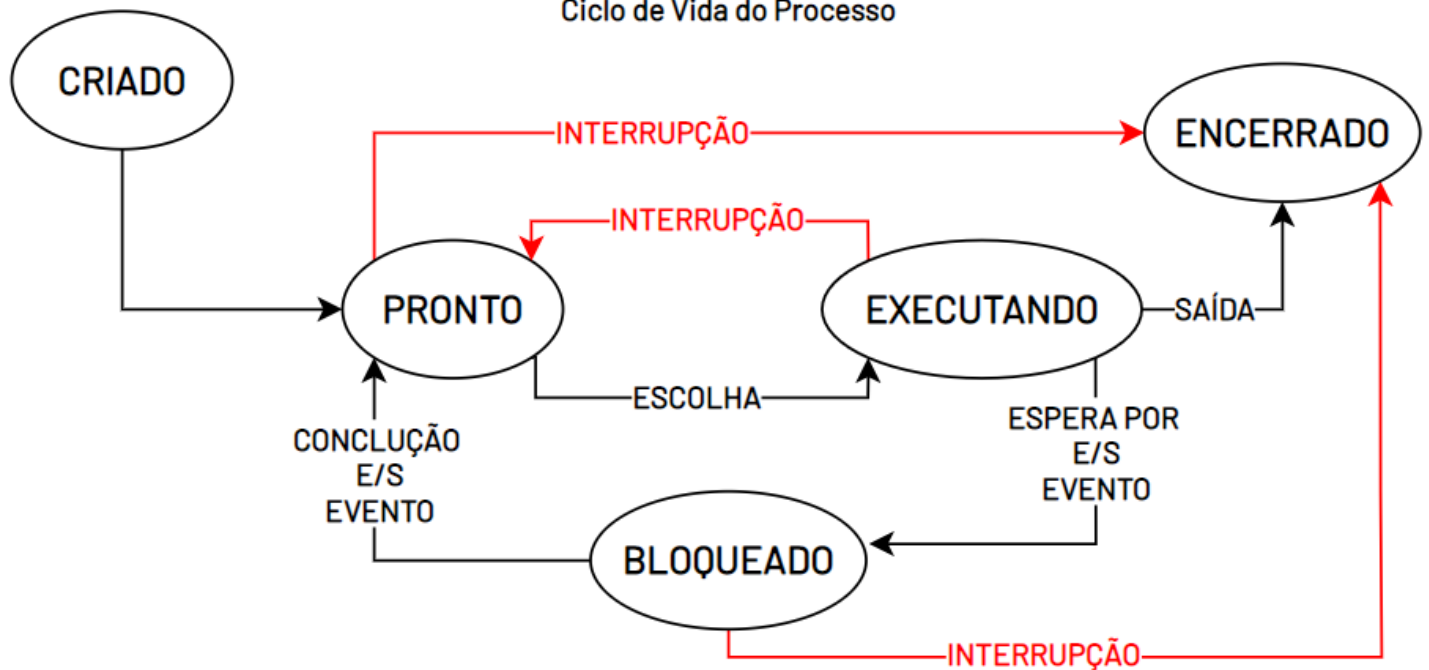 Ciclo de Vida do Processo
CRIADO
INTERRUPÇÃO
ENCERRADO
INTERRUPÇÃO
PRONTO
EXECUTANDO
SAÍDA
ESCOLHA
CONCLUÇÃO
E/S
EVENTO
ESPERA POR
E/S
EVENTO
BLOQUEADO
INTERRUPÇÃO